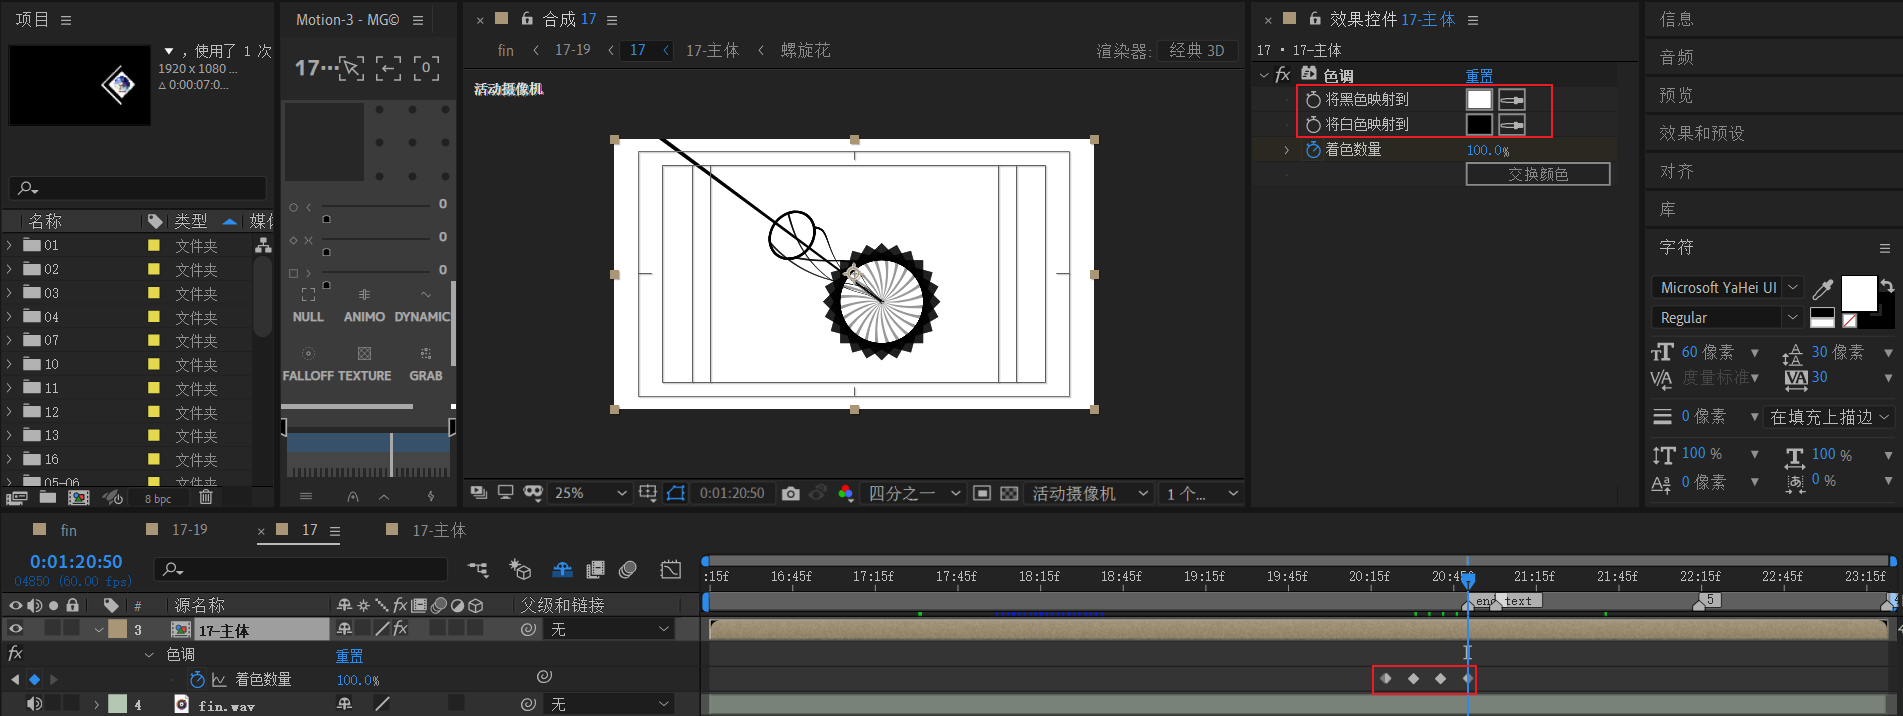 项目
, 使用了 1 次
1920 x 1080 ...
△ 0:00:07:0...
名称 类型 媒体
01 文件夹
02 文件夹
03 文件夹
04 文件夹
07 文件夹
10 文件夹
11 文件夹
12 文件夹
13 文件夹
16 文件夹
05-06 文件夹
8 bpc
Motion-3 - MG©
17··· 0
0
0
0
NULL ANIMO DYNAMIC
FALLOFF TEXTURE GRAB
合成 17
fin 17-19 17 17-主体 螺旋花
渲染器: 经典 3D
活动摄像机
25% 0:01:20:50 四分之一 活动摄像机 1 个...
效果控件 17-主体
17 · 17-主体
fx 色调 重置
将黑色映射到
将白色映射到
着色数量 100.0%
交换颜色
信息
音频
预览
效果和预设
对齐
库
字符
Microsoft YaHei UI
Regular
60 像素 30 像素
度量标准 30
0 像素 在填充上描边
100 % 100 %
0 像素 0 %
fin 17-19 17 17-主体
0:01:20:50
04850 (60.00 fps)
# 源名称 父级和链接
:15f 16:45f 17:15f 17:45f 18:15f 18:45f 19:15f 19:45f 20:15f 20:45f 21:15f 21:45f 22:15f 22:45f 23:15f
end text 5 4
3 17-主体 fx 无
fx 色调 重置
着色数量 100.0%
4 fin.wav 无